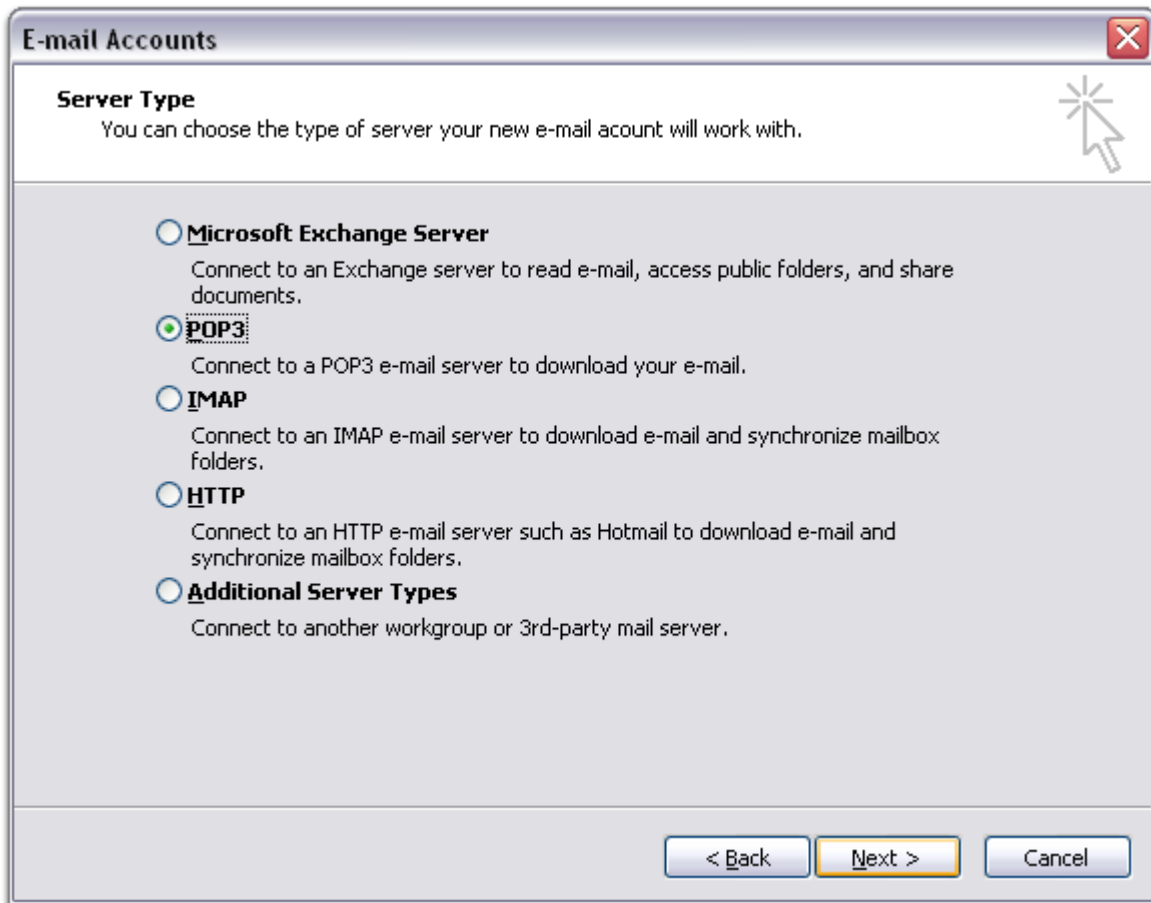 E-mail Accounts
Server Type
You can choose the type of server your new e-mail acount will work with.
Microsoft Exchange Server
Connect to an Exchange server to read e-mail, access public folders, and share
documents.
POP3
Connect to a POP3 e-mail server to download your e-mail.
IMAP
Connect to an IMAP e-mail server to download e-mail and synchronize mailbox
folders.
HTTP
Connect to an HTTP e-mail server such as Hotmail to download e-mail and
synchronize mailbox folders.
Additional Server Types
Connect to another workgroup or 3rd-party mail server.
< Back Next > Cancel